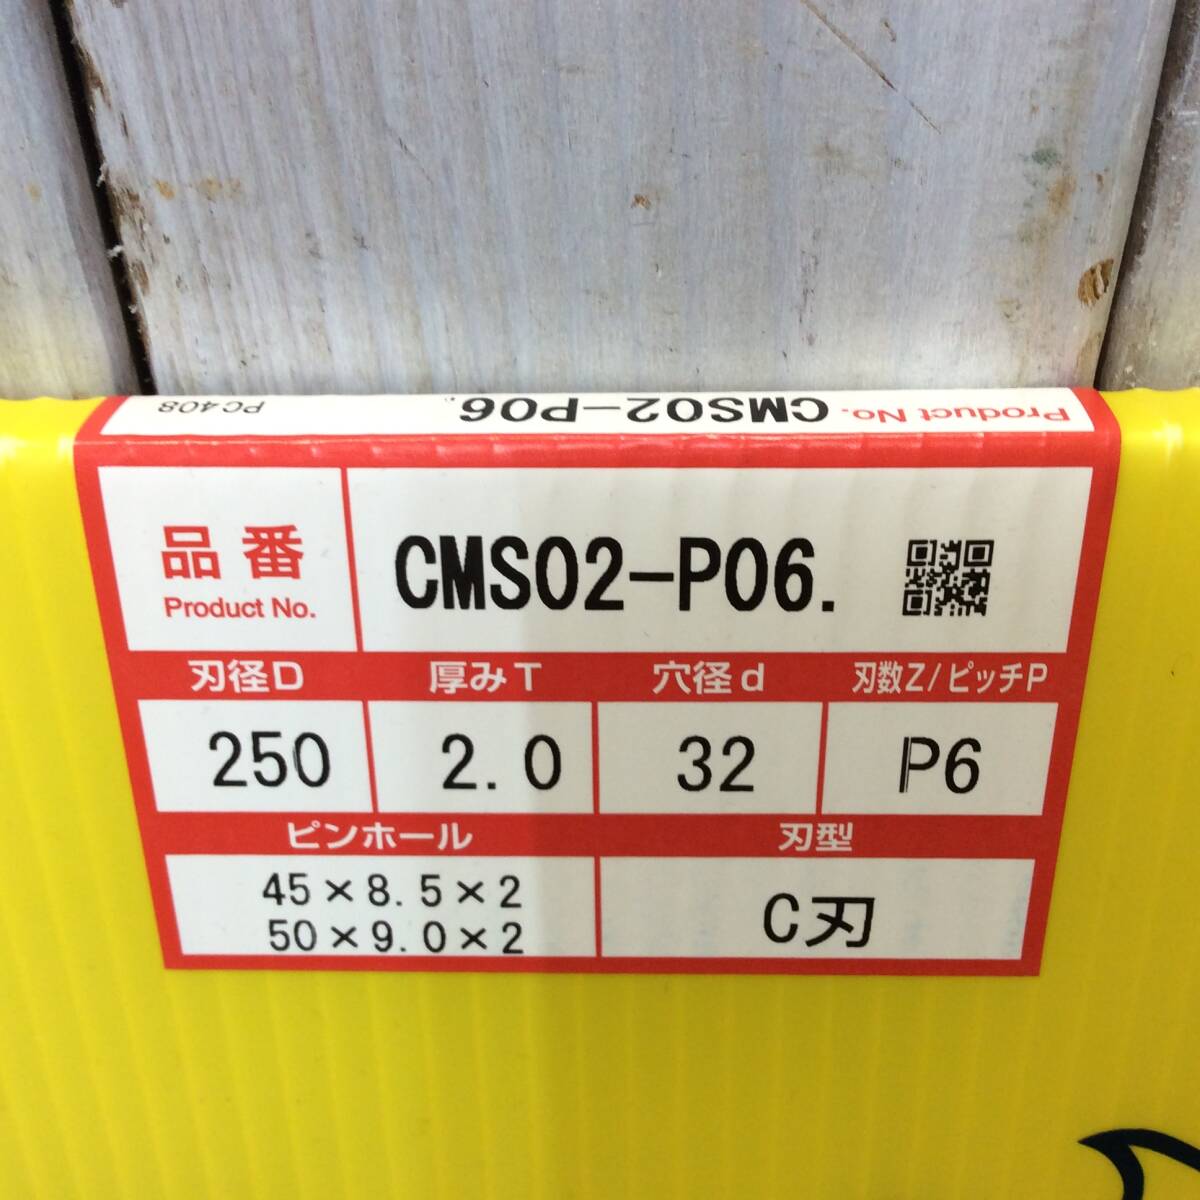 Product No. CMS02-P06. PC408
品番
Product No.
CMS02-P06.
刃径D 厚みT 穴径d 刃数Z/ピッチP
250 2.0 32 P6
ピンホール 刃型
45×8.5×2
50×9.0×2
C刃